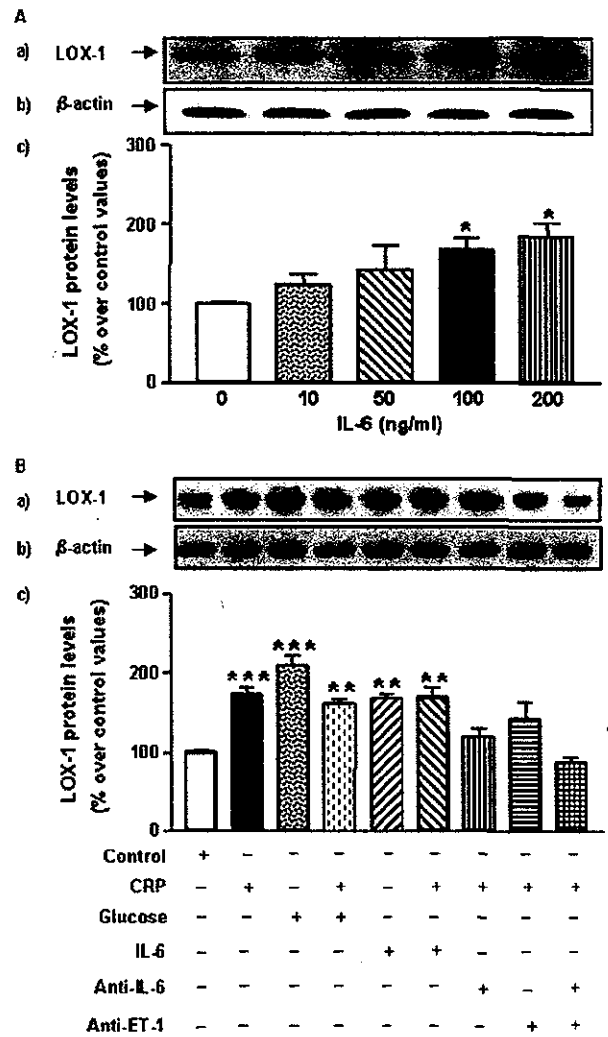 A
a) LOX-1
b) β-actin
c)
LOX-1 protein levels
(% over control values)
300
200
100
0
* *
0 10 50 100 200
IL-6 (ng/ml)
B
a) LOX-1
b) β-actin
c)
LOX-1 protein levels
(% over control values)
300
200
100
0
*** *** ** ** **
Control + – – – – – – – –
CRP – + – + – + + + +
Glucose – – + + – – – – –
IL-6 – – – – + + – – –
Anti-IL-6 – – – – – – + – +
Anti-ET-1 – – – – – – – + +